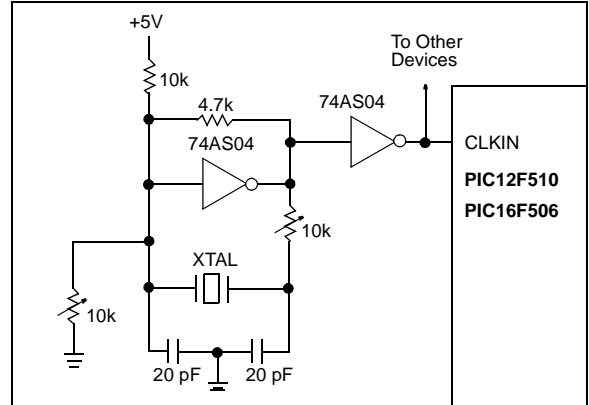 +5V
To Other
Devices
10k
4.7k
74AS04
74AS04
CLKIN
PIC12F510
PIC16F506
10k
XTAL
10k
20 pF
20 pF